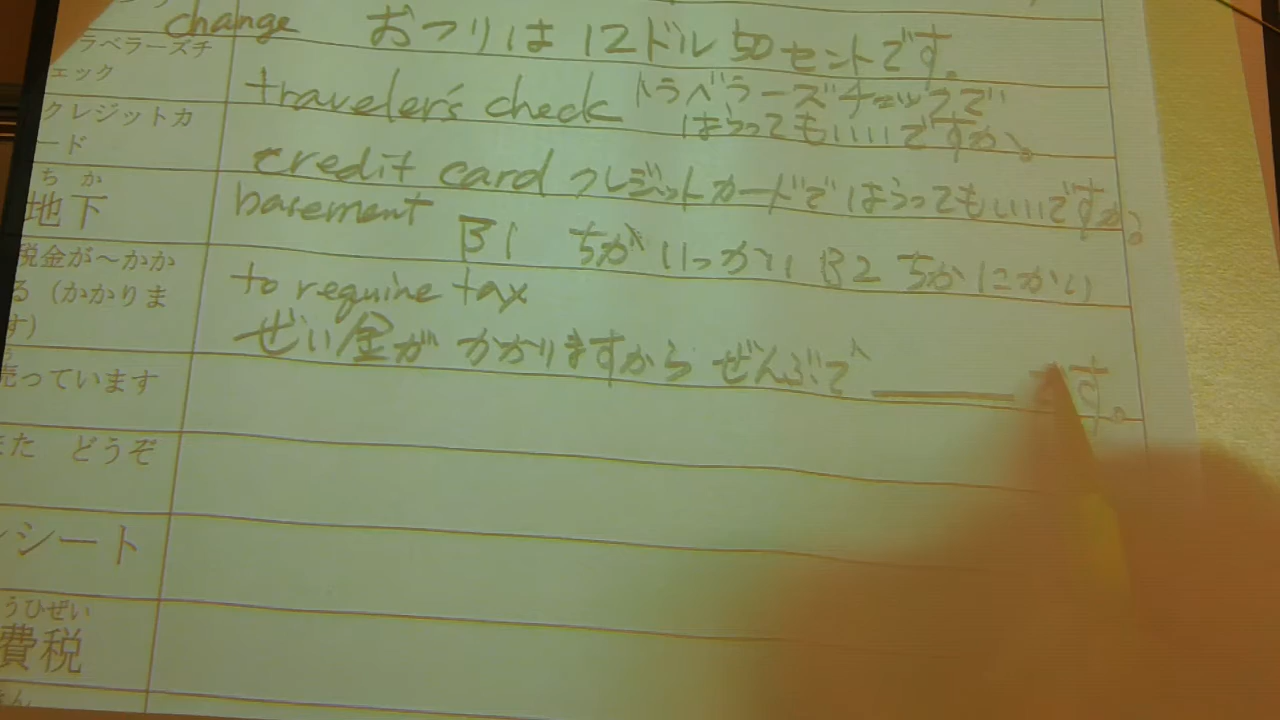 change おつりは 12ドル 50セントです。
ラベラーズチ
ェック
traveler's check トラベラーズチェックで
はらってもいいですか。
クレジットカ
ード
credit card クレジットカードで はらってもいいですか。
ちか
地下
basement B1 ちかいっかい B2 ちかにかい
税金が〜かか
る（かかりま
す）
to require tax
ぜい金が かかりますから ぜんぶで ______ です。
売っています
また どうぞ
シート
うひぜい
費税